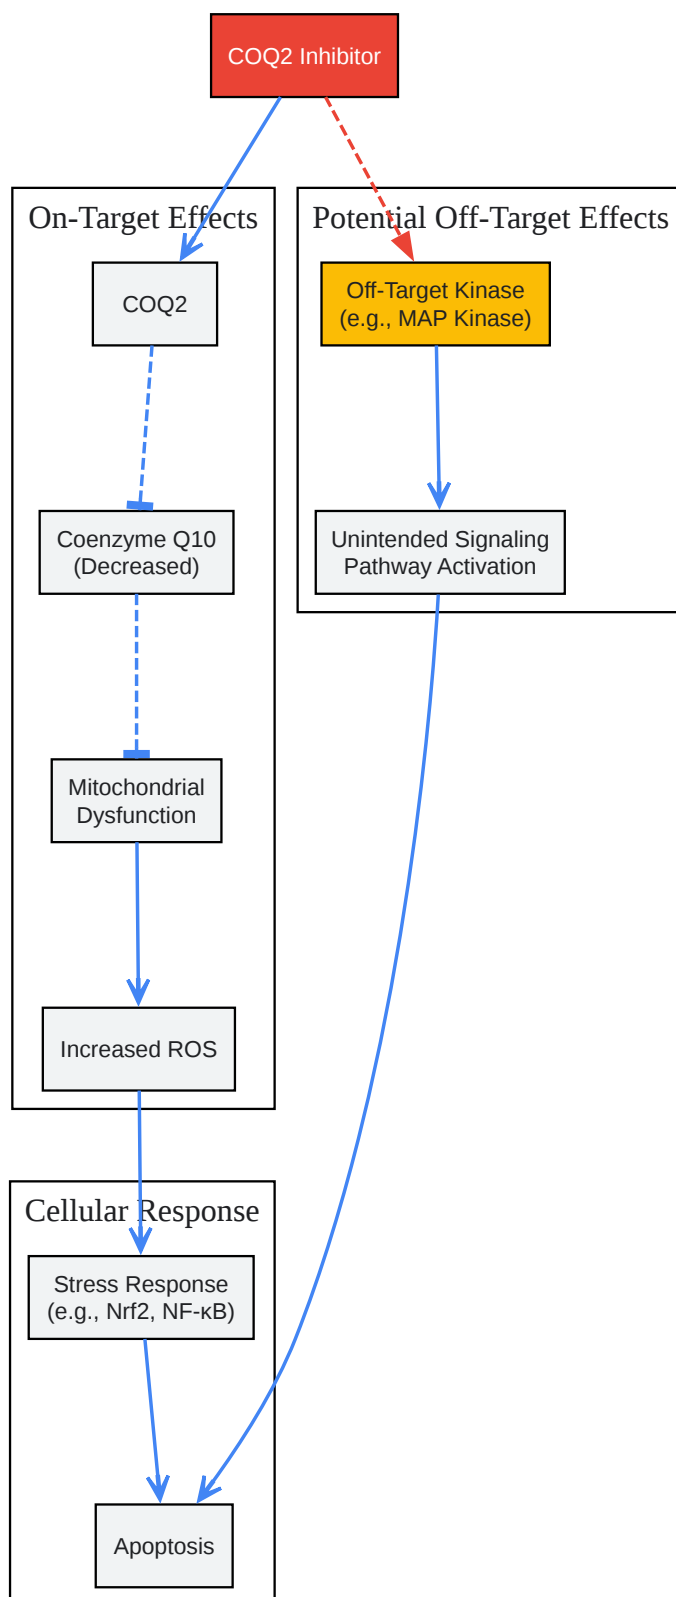 COQ2 Inhibitor
On-Target Effects
COQ2
Coenzyme Q10
(Decreased)
Mitochondrial
Dysfunction
Increased ROS
Potential Off-Target Effects
Off-Target Kinase
(e.g., MAP Kinase)
Unintended Signaling
Pathway Activation
Cellular Response
Stress Response
(e.g., Nrf2, NF-κB)
Apoptosis